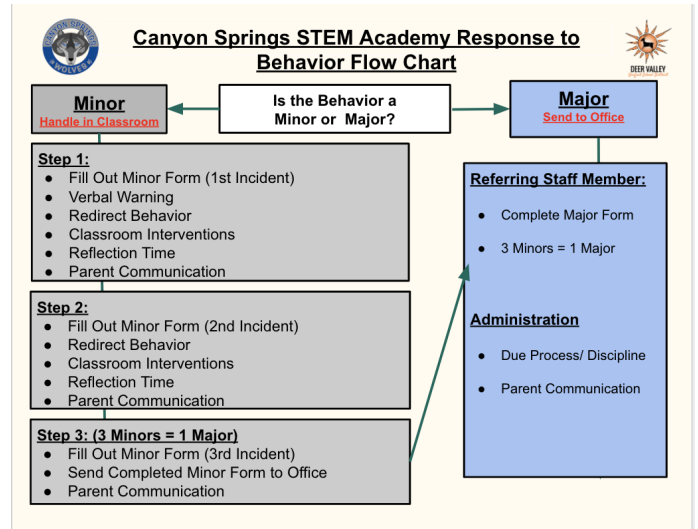 CANYON SPRINGS
WOLVES
Canyon Springs STEM Academy Response to
Behavior Flow Chart
DEER VALLEY
Unified School District
Minor
Handle in Classroom
Is the Behavior a
Minor or Major?
Major
Send to Office
Step 1:
● Fill Out Minor Form (1st Incident)
● Verbal Warning
● Redirect Behavior
● Classroom Interventions
● Reflection Time
● Parent Communication
Step 2:
● Fill Out Minor Form (2nd Incident)
● Redirect Behavior
● Classroom Interventions
● Reflection Time
● Parent Communication
Step 3: (3 Minors = 1 Major)
● Fill Out Minor Form (3rd Incident)
● Send Completed Minor Form to Office
● Parent Communication
Referring Staff Member:
● Complete Major Form
● 3 Minors = 1 Major
Administration
● Due Process/ Discipline
● Parent Communication